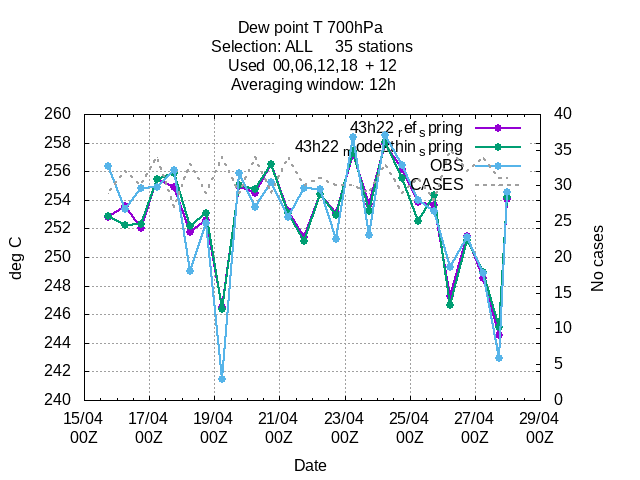 Dew point T 700hPa
Selection: ALL 35 stations
Used 00,06,12,18 + 12
Averaging window: 12h
260 40
43h22_ref_spring
258
43h22_modelthin_spring
35
256
OBS
254 CASES 30
252 25
250 20
248 15
246
10
244
5
242
240 0
deg C
No cases
15/04 17/04 19/04 21/04 23/04 25/04 27/04 29/04
00Z 00Z 00Z 00Z 00Z 00Z 00Z 00Z
Date